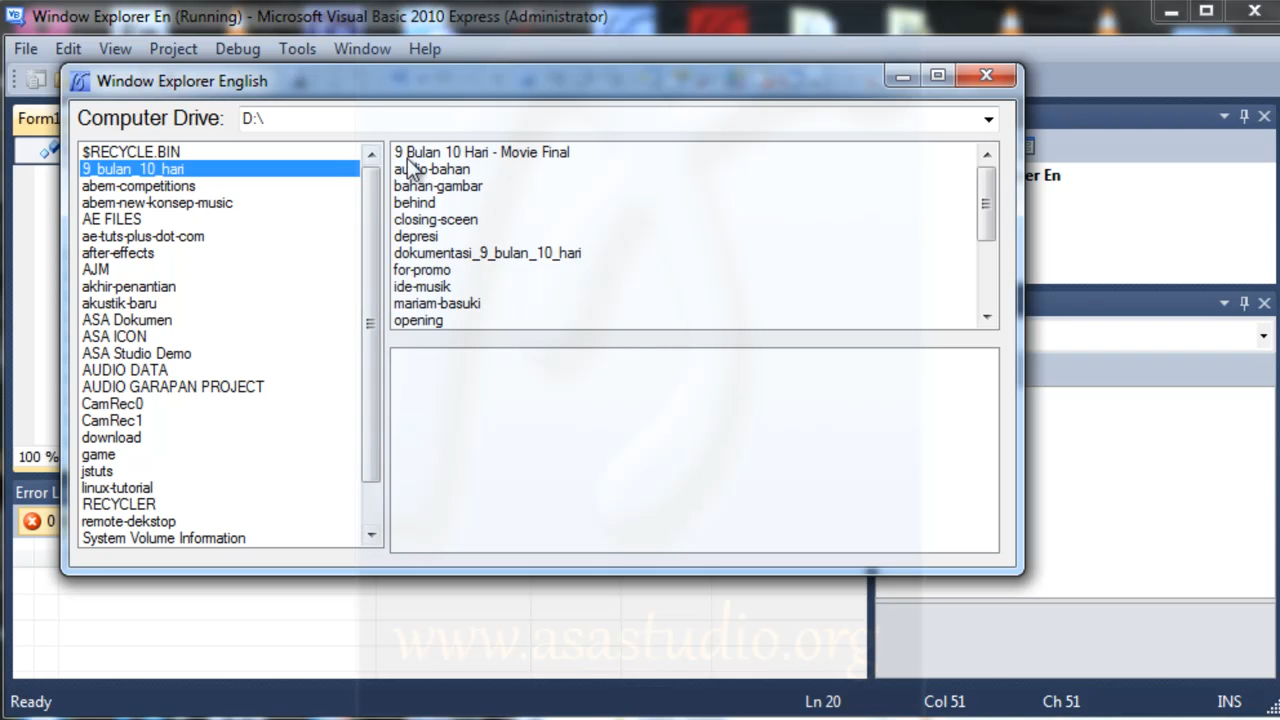 Window Explorer En (Running) - Microsoft Visual Basic 2010 Express (Administrator)
File Edit View Project Debug Tools Window Help
Window Explorer English
Form1
Computer Drive: D:\
$RECYCLE.BIN
9_bulan_10_hari
abem-competitions
abem-new-konsep-music
AE FILES
ae-tuts-plus-dot-com
after-effects
AJM
akhir-penantian
akustik-baru
ASA Dokumen
ASA ICON
ASA Studio Demo
AUDIO DATA
AUDIO GARAPAN PROJECT
CamRec0
CamRec1
download
game
jstuts
linux-tutorial
RECYCLER
remote-dekstop
System Volume Information
9 Bulan 10 Hari - Movie Final
audio-bahan
bahan-gambar
behind
closing-sceen
depresi
dokumentasi_9_bulan_10_hari
for-promo
ide-musik
mariam-basuki
opening
er En
100 %
Error L
0
www.asastudio.org
Ready Ln 20 Col 51 Ch 51 INS